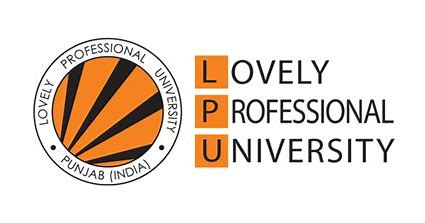 LOVELY PROFESSIONAL UNIVERSITY
• PUNJAB (INDIA) •
LOVELY
PROFESSIONAL
UNIVERSITY